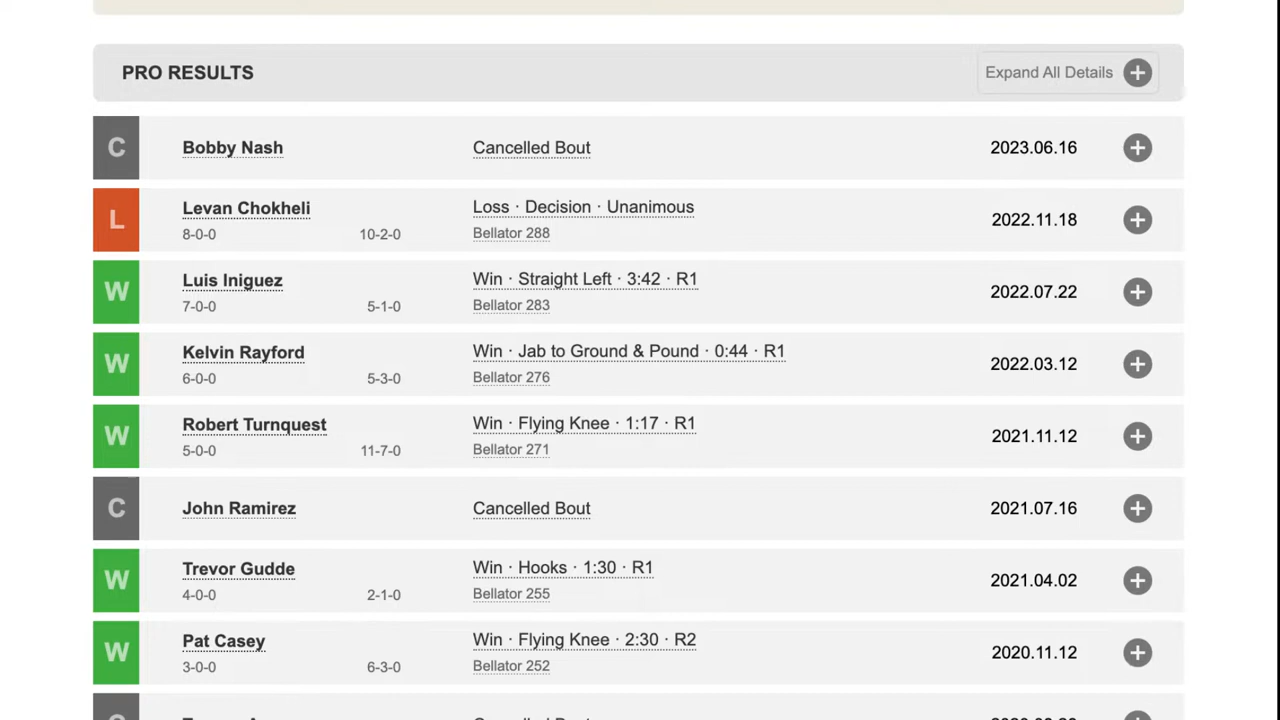 PRO RESULTS
Expand All Details
C
Bobby Nash
Cancelled Bout
2023.06.16
L
Levan Chokheli
8-0-0 10-2-0
Loss · Decision · Unanimous
Bellator 288
2022.11.18
W
Luis Iniguez
7-0-0 5-1-0
Win · Straight Left · 3:42 · R1
Bellator 283
2022.07.22
W
Kelvin Rayford
6-0-0 5-3-0
Win · Jab to Ground & Pound · 0:44 · R1
Bellator 276
2022.03.12
W
Robert Turnquest
5-0-0 11-7-0
Win · Flying Knee · 1:17 · R1
Bellator 271
2021.11.12
C
John Ramirez
Cancelled Bout
2021.07.16
W
Trevor Gudde
4-0-0 2-1-0
Win · Hooks · 1:30 · R1
Bellator 255
2021.04.02
W
Pat Casey
3-0-0 6-3-0
Win · Flying Knee · 2:30 · R2
Bellator 252
2020.11.12